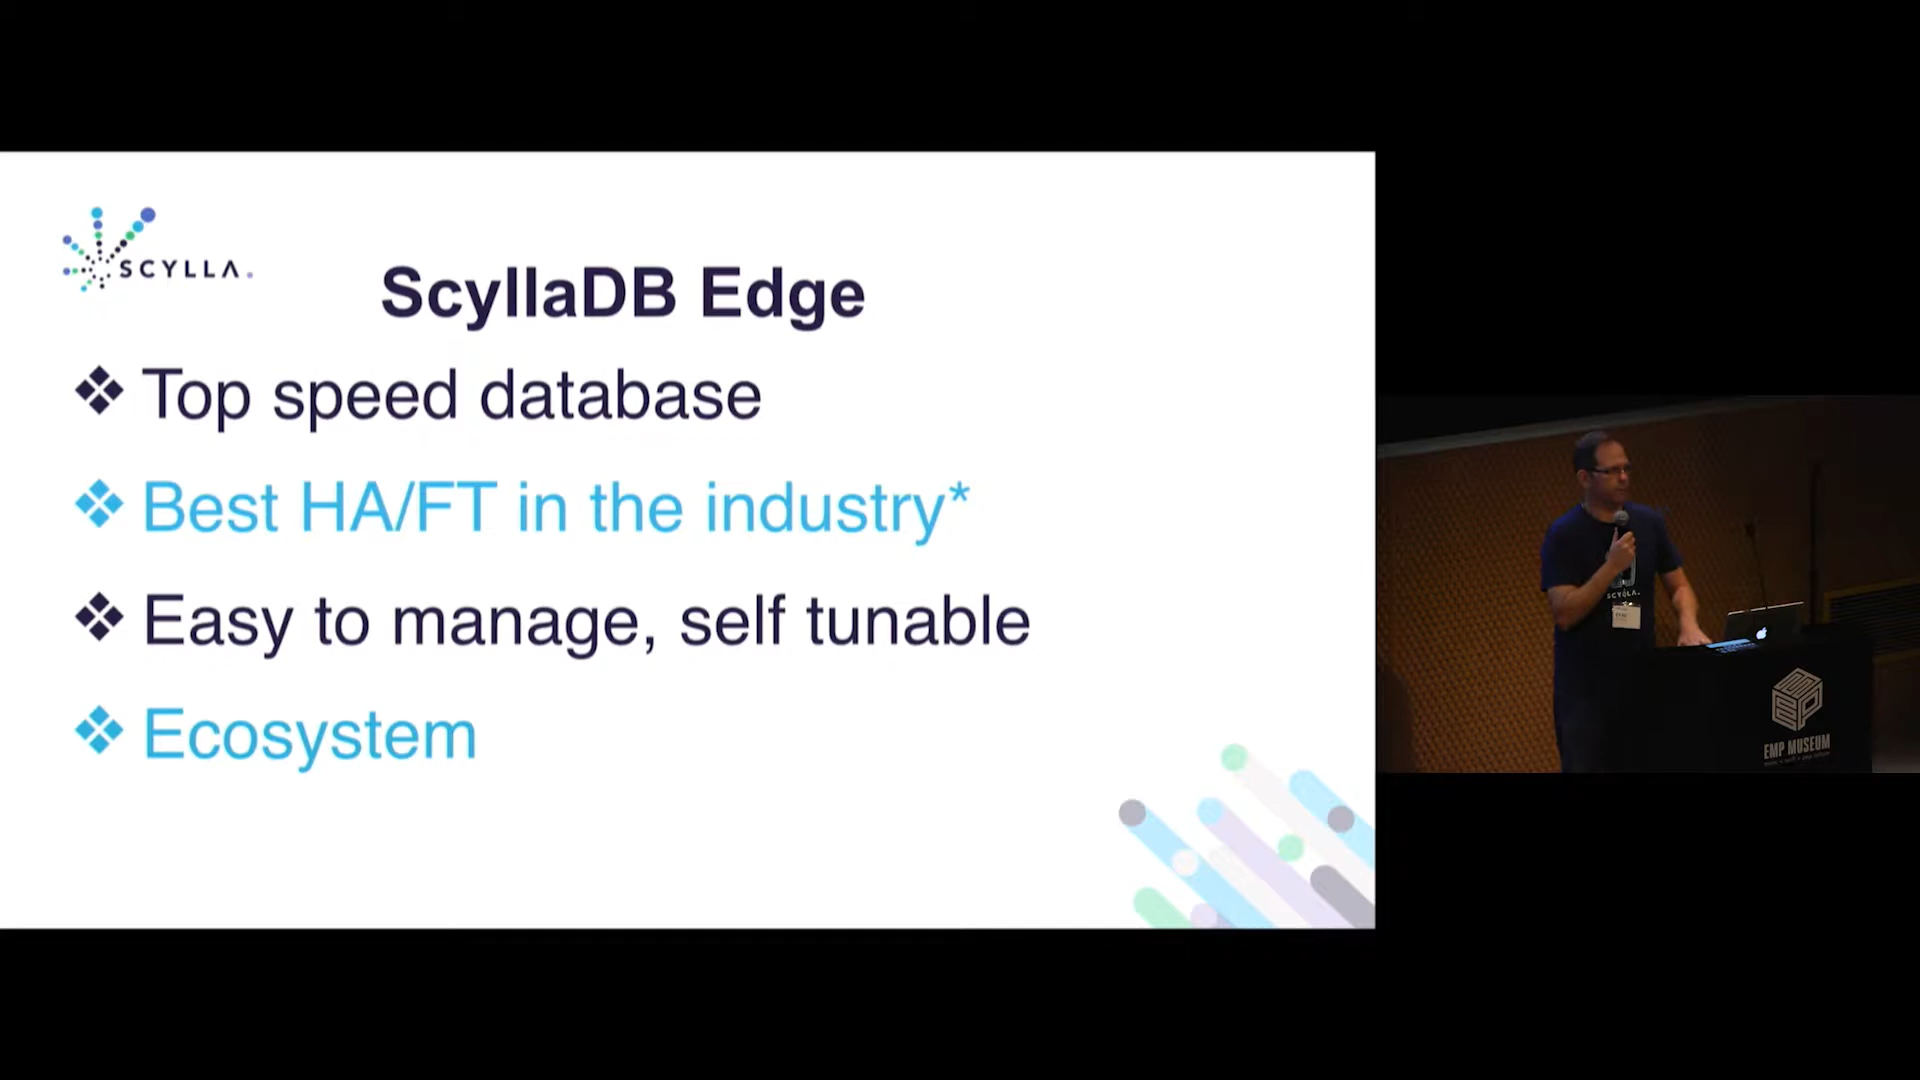 SCYLLA.
ScyllaDB Edge
❖ Top speed database
❖ Best HA/FT in the industry*
❖ Easy to manage, self tunable
❖ Ecosystem
SCYLLA.
EMP MUSEUM